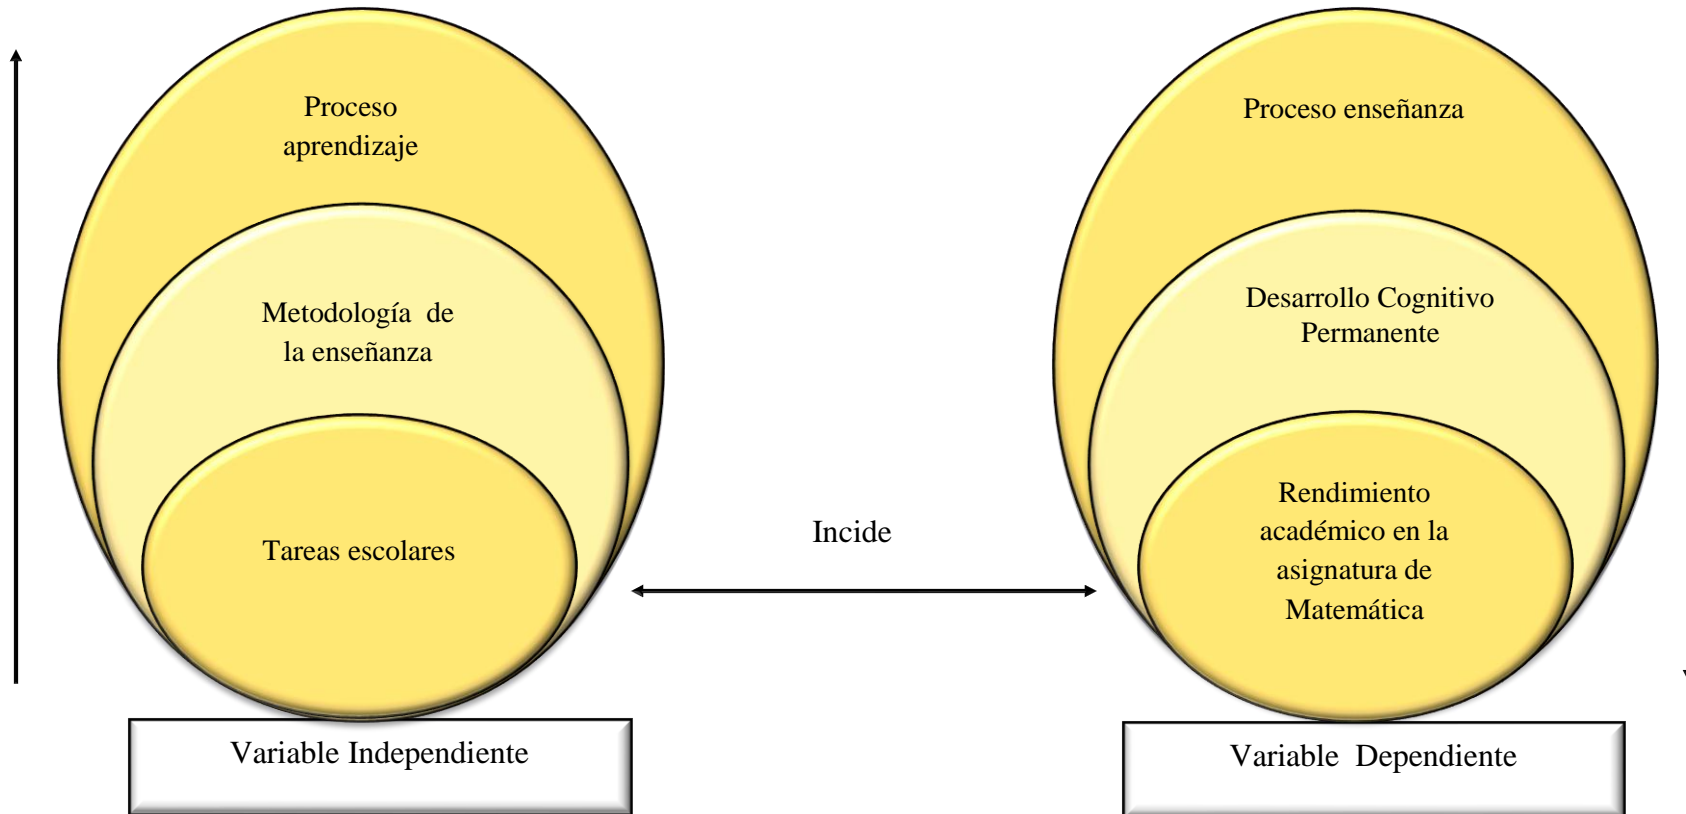 Proceso
aprendizaje
Metodología de
la enseñanza
Tareas escolares
Variable Independiente
Incide
Proceso enseñanza
Desarrollo Cognitivo
Permanente
Rendimiento
académico en la
asignatura de
Matemática
Variable Dependiente